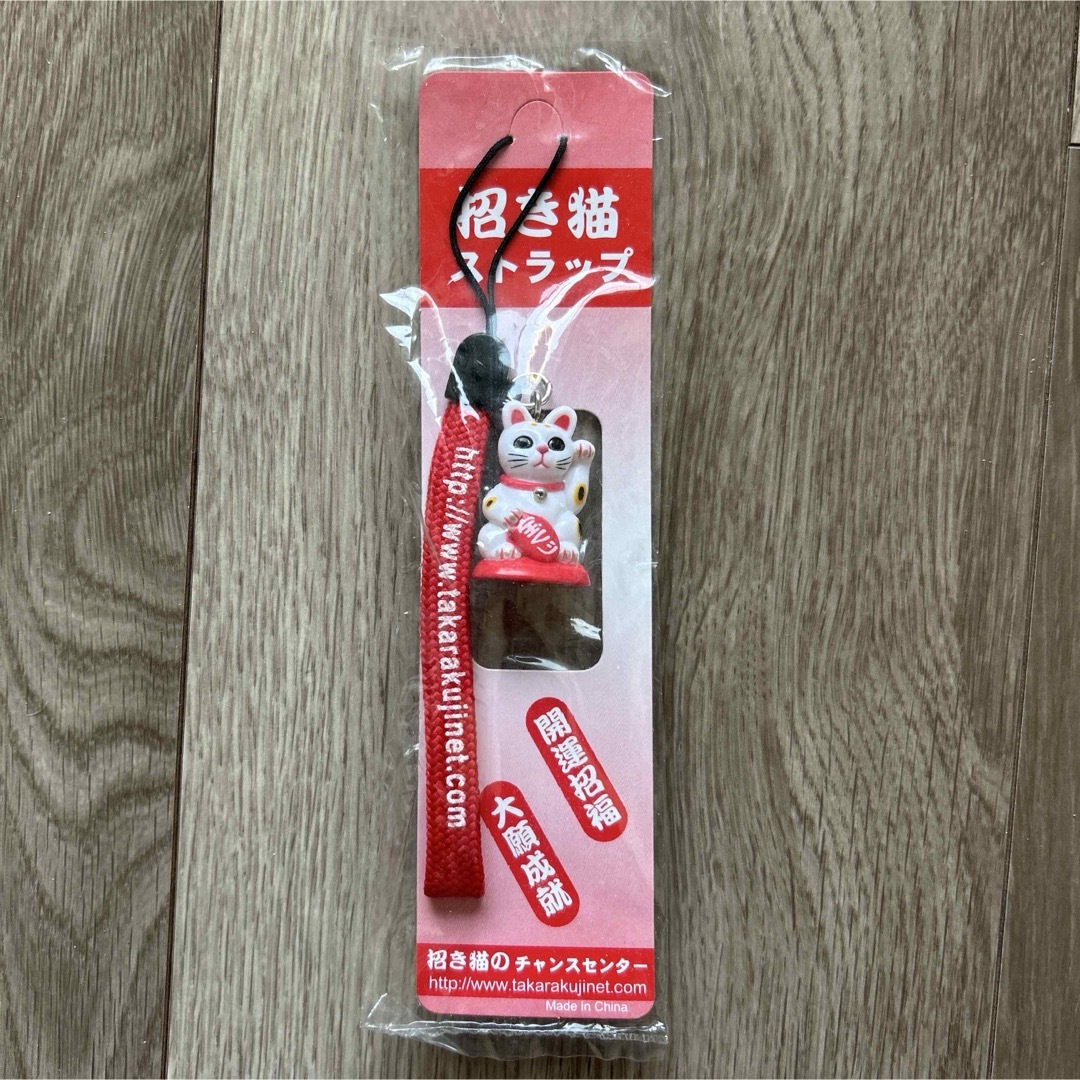 招き猫
ストラップ
http://www.takarakujinet.com
開運招福
大願成就
招き猫の チャンスセンター
http://www.takarakujinet.com
Made In China